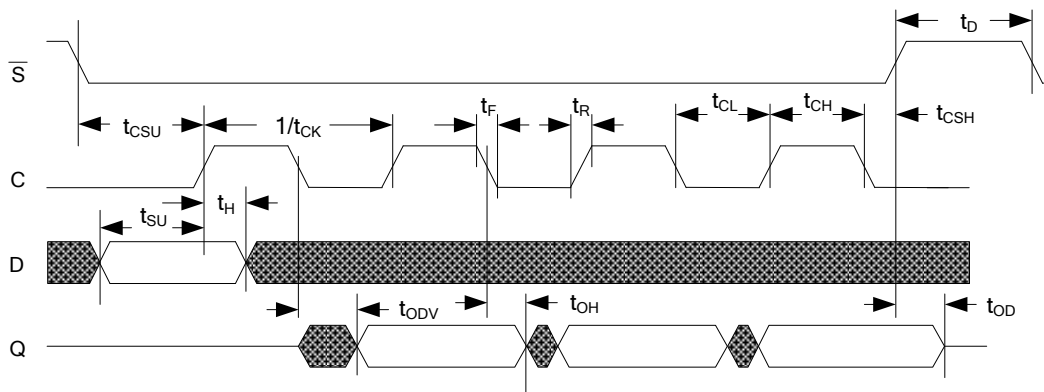 t_D
S̅
t_F t_R t_CL t_CH
t_CSU 1/t_CK t_CSH
C
t_SU t_H
D
t_ODV t_OH t_OD
Q